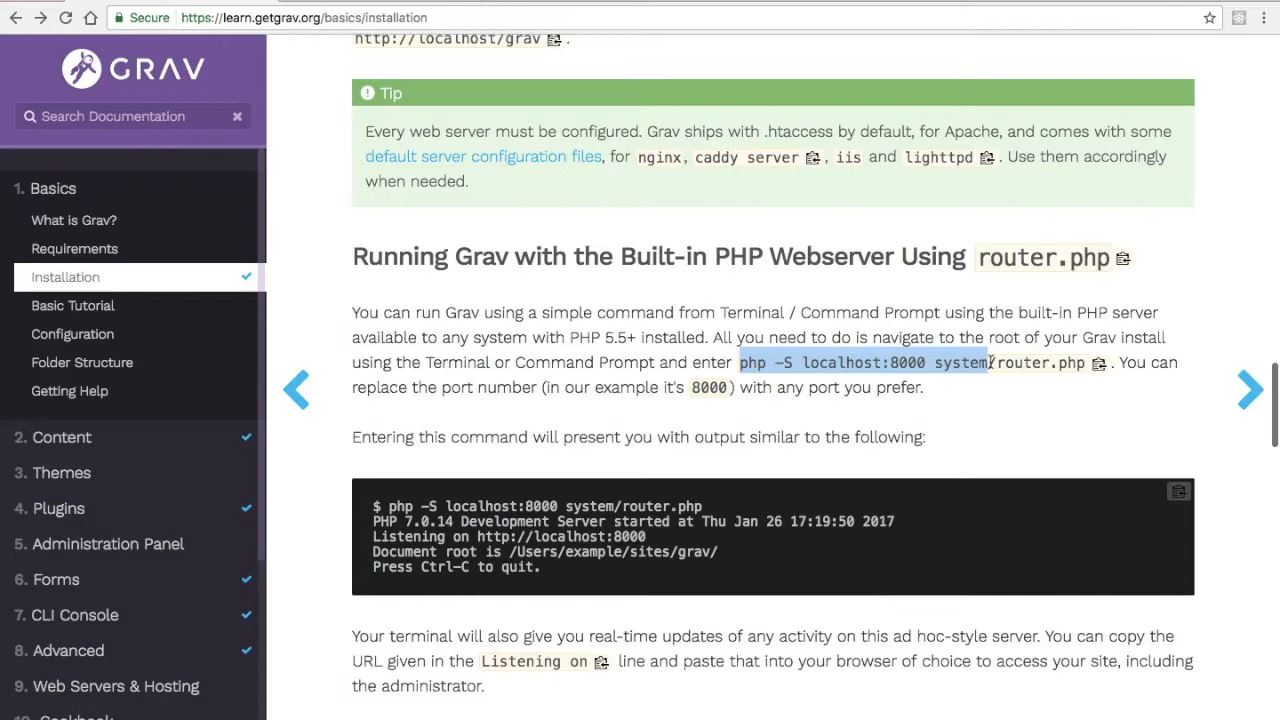 Secure https://learn.getgrav.org/basics/installation
GRAV
Search Documentation
1. Basics
What is Grav?
Requirements
Installation
Basic Tutorial
Configuration
Folder Structure
Getting Help
2. Content
3. Themes
4. Plugins
5. Administration Panel
6. Forms
7. CLI Console
8. Advanced
9. Web Servers & Hosting
10. Cookbook
http://localhost/grav .
Tip
Every web server must be configured. Grav ships with .htaccess by default, for Apache, and comes with some
default server configuration files, for nginx, caddy server , iis and lighttpd . Use them accordingly
when needed.
Running Grav with the Built-in PHP Webserver Using router.php
You can run Grav using a simple command from Terminal / Command Prompt using the built-in PHP server
available to any system with PHP 5.5+ installed. All you need to do is navigate to the root of your Grav install
using the Terminal or Command Prompt and enter php -S localhost:8000 system/router.php . You can
replace the port number (in our example it's 8000) with any port you prefer.
Entering this command will present you with output similar to the following:
$ php -S localhost:8000 system/router.php
PHP 7.0.14 Development Server started at Thu Jan 26 17:19:50 2017
Listening on http://localhost:8000
Document root is /Users/example/sites/grav/
Press Ctrl-C to quit.
Your terminal will also give you real-time updates of any activity on this ad hoc-style server. You can copy the
URL given in the Listening on line and paste that into your browser of choice to access your site, including
the administrator.